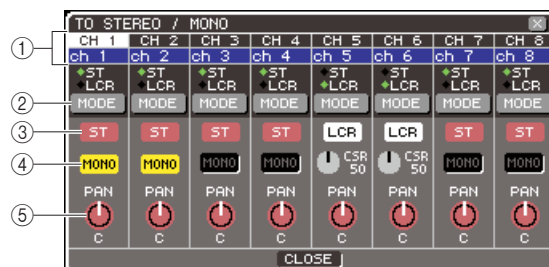 TO STEREO / MONO
① CH 1 CH 2 CH 3 CH 4 CH 5 CH 6 CH 7 CH 8
ch 1 ch 2 ch 3 ch 4 ch 5 ch 6 ch 7 ch 8
ST ST ST ST ST ST ST ST
LCR LCR LCR LCR LCR LCR LCR LCR
② MODE MODE MODE MODE MODE MODE MODE MODE
③ ST ST ST ST LCR LCR ST ST
④ MONO MONO MONO MONO CSR 50 CSR 50 MONO MONO
PAN PAN PAN PAN PAN PAN PAN PAN
⑤
C C C C C C C C
CLOSE